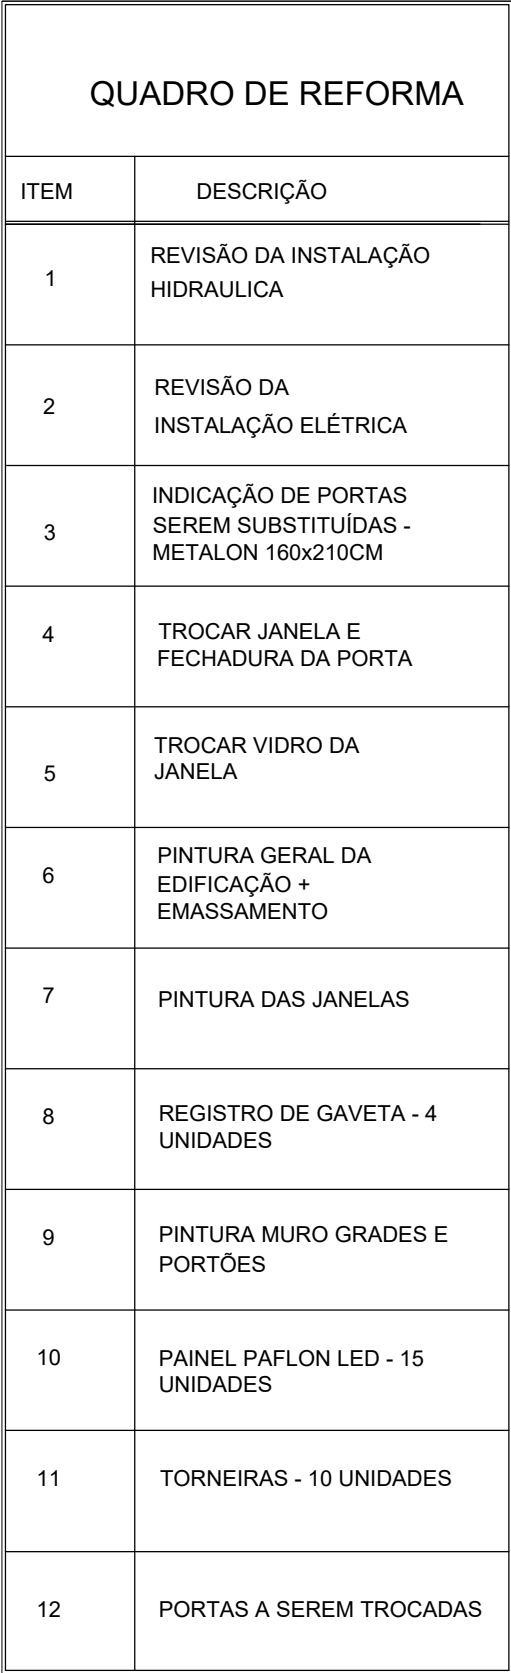 QUADRO DE REFORMA
ITEM DESCRIÇÃO
1 REVISÃO DA INSTALAÇÃO
HIDRAULICA
2 REVISÃO DA
INSTALAÇÃO ELÉTRICA
3 INDICAÇÃO DE PORTAS
SEREM SUBSTITUÍDAS -
METALON 160x210CM
4 TROCAR JANELA E
FECHADURA DA PORTA
5 TROCAR VIDRO DA
JANELA
6 PINTURA GERAL DA
EDIFICAÇÃO +
EMASSAMENTO
7 PINTURA DAS JANELAS
8 REGISTRO DE GAVETA - 4
UNIDADES
9 PINTURA MURO GRADES E
PORTÕES
10 PAINEL PAFLON LED - 15
UNIDADES
11 TORNEIRAS - 10 UNIDADES
12 PORTAS A SEREM TROCADAS